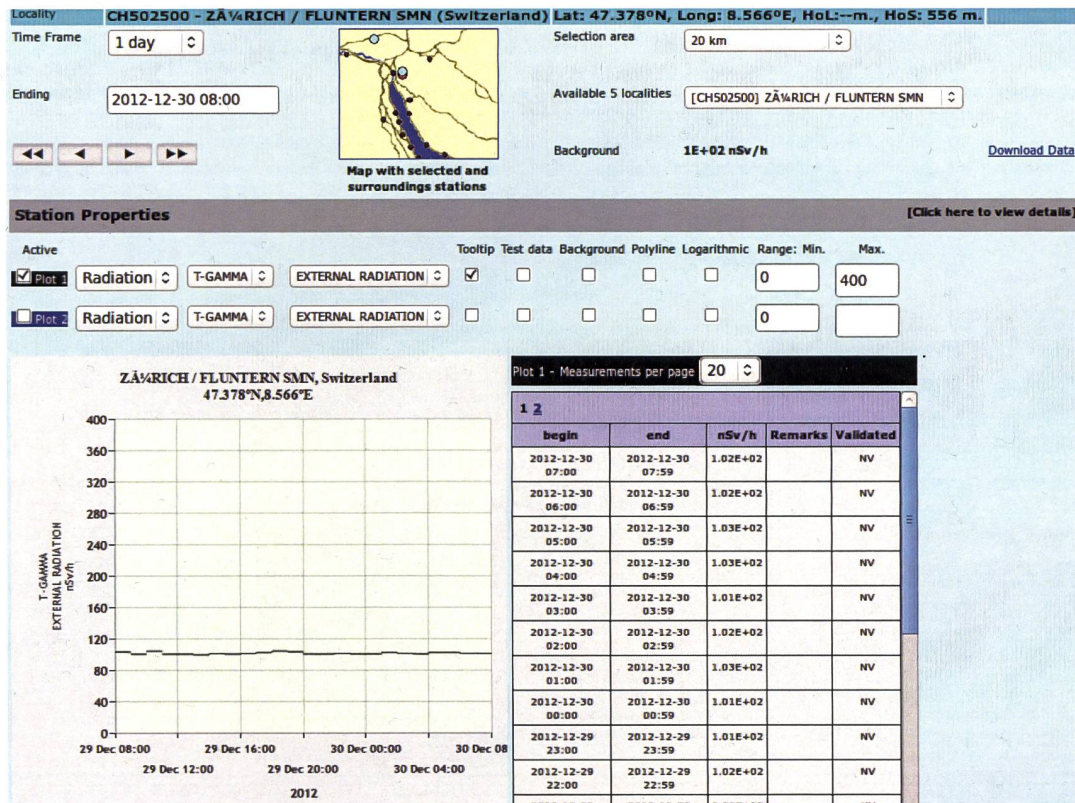 Locality CH502500 - ZÃ¼RICH / FLUNTERN SMN (Switzerland) Lat: 47.378ºN, Long: 8.566ºE, HoL:--m., HoS: 556 m.
Time Frame 1 day Selection area 20 km
Ending 2012-12-30 08:00 Available 5 localities [CH502500] ZÃ¼RICH / FLUNTERN SMN
Background 1E+02 nSv/h Download Data
Map with selected and
surroundings stations
Station Properties [Click here to view details]
Active Tooltip Test data Background Polyline Logarithmic Range: Min. Max.
Plot 1 Radiation T-GAMMA EXTERNAL RADIATION 0 400
Plot 2 Radiation T-GAMMA EXTERNAL RADIATION 0
ZÃ¼RICH / FLUNTERN SMN, Switzerland
47.378ºN,8.566ºE
400
360
320
280
240
200
160
120
80
40
0
T-GAMMA
EXTERNAL RADIATION
nSv/h
29 Dec 08:00 29 Dec 16:00 30 Dec 00:00 30 Dec 08
29 Dec 12:00 29 Dec 20:00 30 Dec 04:00
2012
Plot 1 - Measurements per page 20
1 2
begin end nSv/h Remarks Validated
2012-12-30 2012-12-30 1.02E+02 NV
07:00 07:59
2012-12-30 2012-12-30 1.02E+02 NV
06:00 06:59
2012-12-30 2012-12-30 1.03E+02 NV
05:00 05:59
2012-12-30 2012-12-30 1.03E+02 NV
04:00 04:59
2012-12-30 2012-12-30 1.01E+02 NV
03:00 03:59
2012-12-30 2012-12-30 1.02E+02 NV
02:00 02:59
2012-12-30 2012-12-30 1.03E+02 NV
01:00 01:59
2012-12-30 2012-12-30 1.01E+02 NV
00:00 00:59
2012-12-29 2012-12-29 1.01E+02 NV
23:00 23:59
2012-12-29 2012-12-29 1.02E+02 NV
22:00 22:59